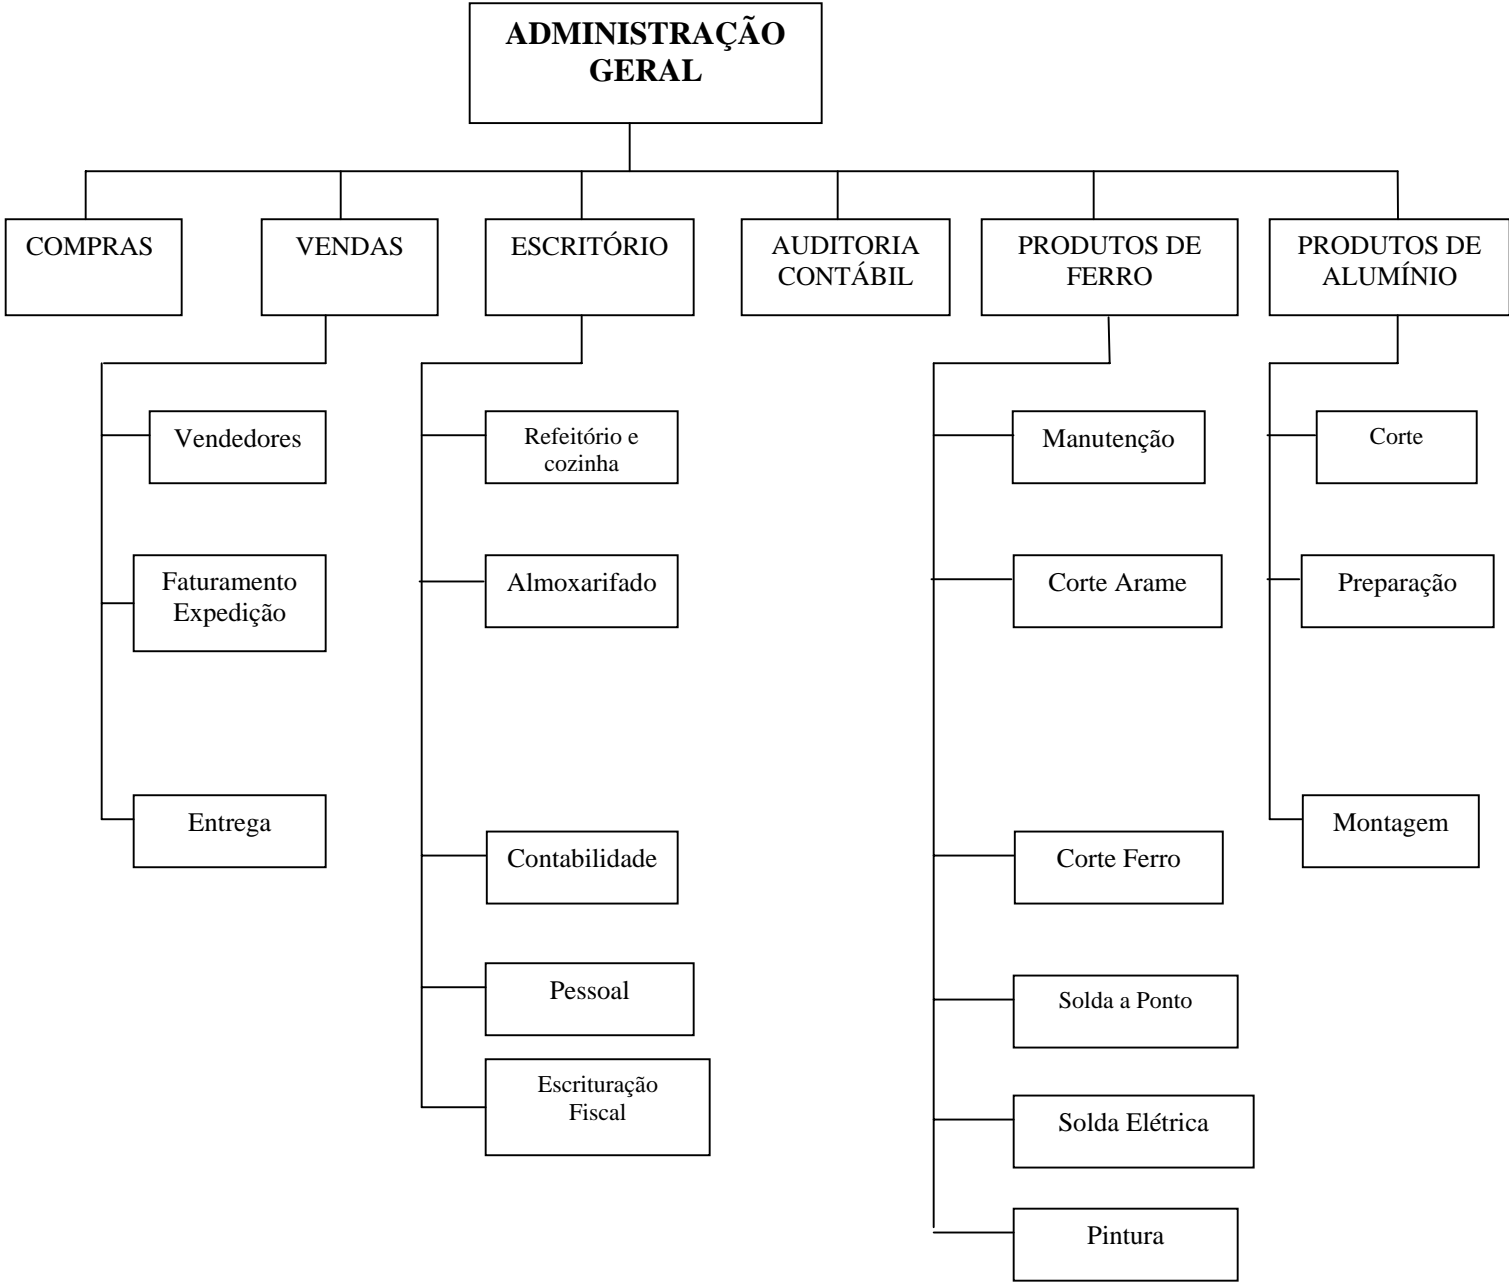 ADMINISTRAÇÃO
GERAL
COMPRAS
VENDAS
ESCRITÓRIO
AUDITORIA
CONTÁBIL
PRODUTOS DE
FERRO
PRODUTOS DE
ALUMÍNIO
Vendedores
Faturamento
Expedição
Entrega
Refeitório e
cozinha
Almoxarifado
Contabilidade
Pessoal
Escrituração
Fiscal
Manutenção
Corte Arame
Corte Ferro
Solda a Ponto
Solda Elétrica
Pintura
Corte
Preparação
Montagem